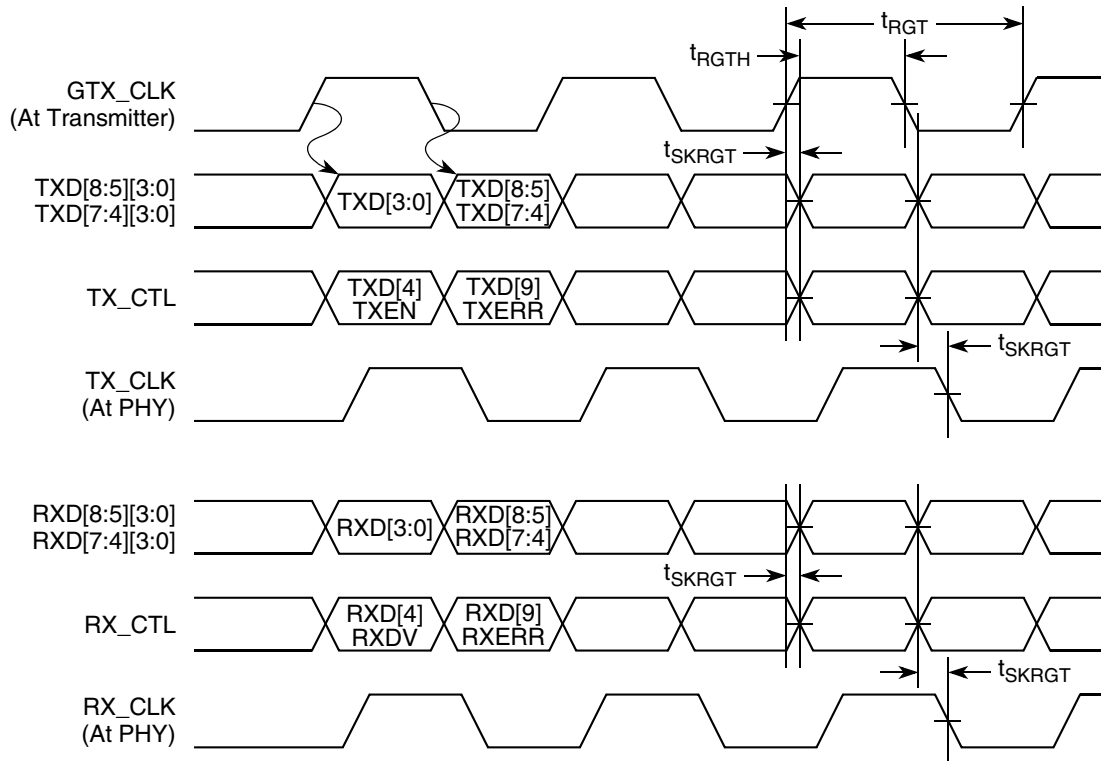 tRGT
tRGTH
GTX_CLK
(At Transmitter)
tSKRGT
TXD[8:5][3:0]
TXD[7:4][3:0]
TXD[3:0]
TXD[8:5]
TXD[7:4]
TX_CTL
TXD[4]
TXEN
TXD[9]
TXERR
tSKRGT
TX_CLK
(At PHY)
RXD[8:5][3:0]
RXD[7:4][3:0]
RXD[3:0]
RXD[8:5]
RXD[7:4]
tSKRGT
RX_CTL
RXD[4]
RXDV
RXD[9]
RXERR
tSKRGT
RX_CLK
(At PHY)